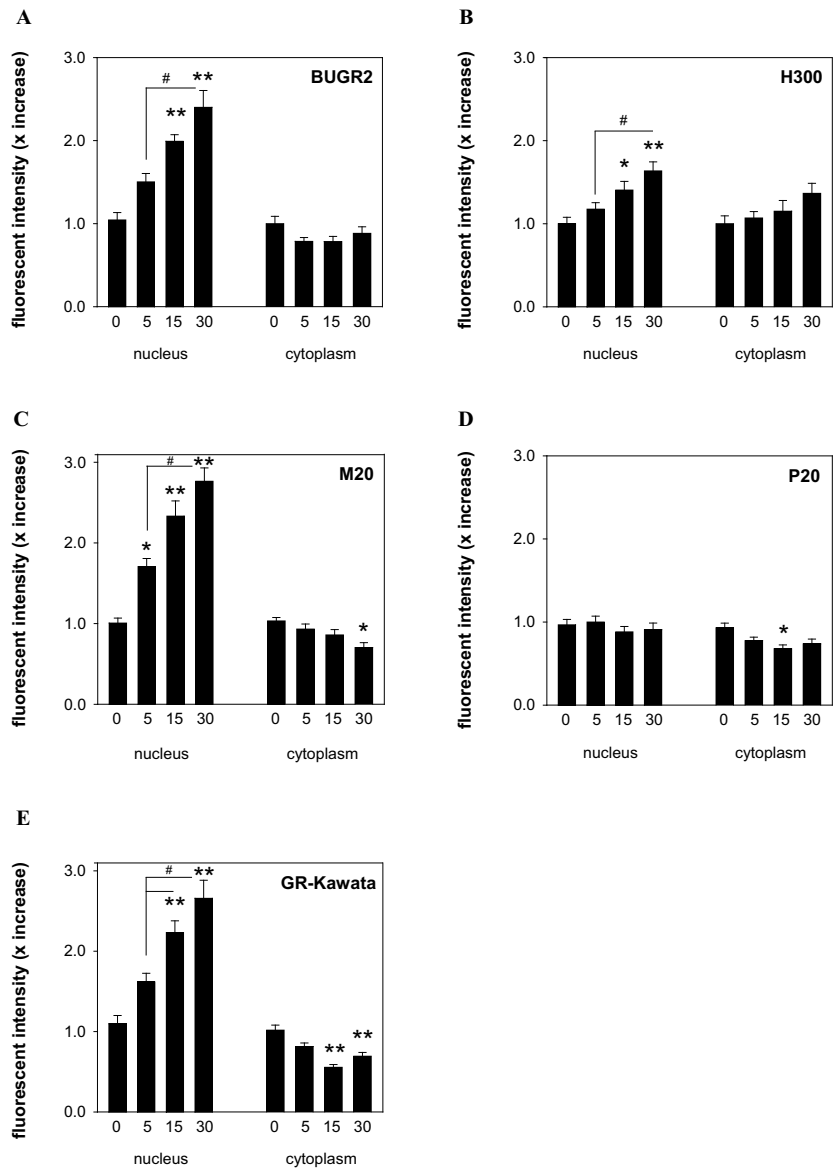 A
fluorescent intensity (x increase)
3.0
2.0
1.0
0.0
BUGR2
#
**
**
0 5 15 30 0 5 15 30
nucleus cytoplasm
B
fluorescent intensity (x increase)
3.0
2.0
1.0
0.0
H300
#
**
*
0 5 15 30 0 5 15 30
nucleus cytoplasm
C
fluorescent intensity (x increase)
3.0
2.0
1.0
0.0
M20
#
**
**
*
*
0 5 15 30 0 5 15 30
nucleus cytoplasm
D
fluorescent intensity (x increase)
3.0
2.0
1.0
0.0
P20
*
0 5 15 30 0 5 15 30
nucleus cytoplasm
E
fluorescent intensity (x increase)
3.0
2.0
1.0
0.0
GR-Kawata
#
**
**
** **
0 5 15 30 0 5 15 30
nucleus cytoplasm